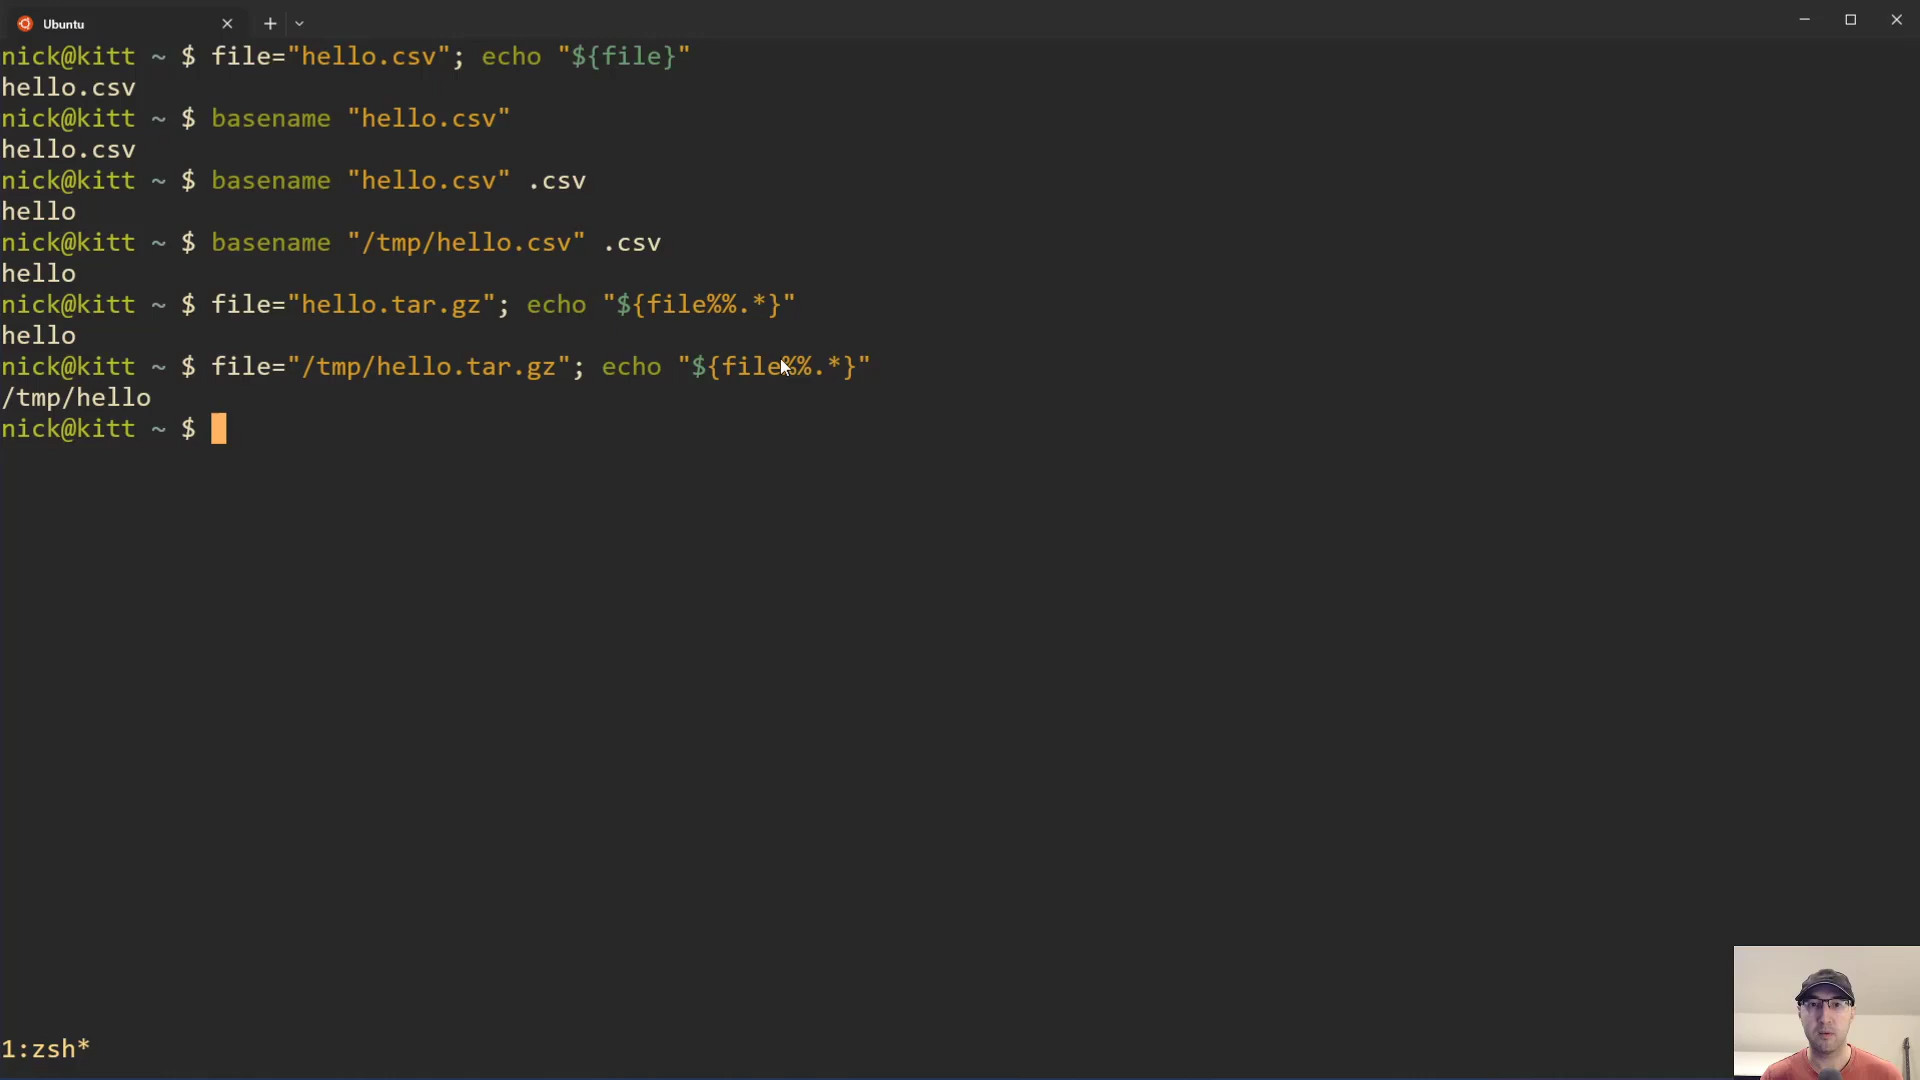 Ubuntu
nick@kitt ~ $ file="hello.csv"; echo "${file}"
hello.csv
nick@kitt ~ $ basename "hello.csv"
hello.csv
nick@kitt ~ $ basename "hello.csv" .csv
hello
nick@kitt ~ $ basename "/tmp/hello.csv" .csv
hello
nick@kitt ~ $ file="hello.tar.gz"; echo "${file%%.*}"
hello
nick@kitt ~ $ file="/tmp/hello.tar.gz"; echo "${file%%.*}"
/tmp/hello
nick@kitt ~ $
1:zsh*